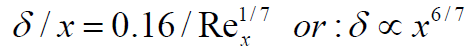 δ / x = 0.16 / Re_x^{1/7} or : δ ∝ x^{6/7}